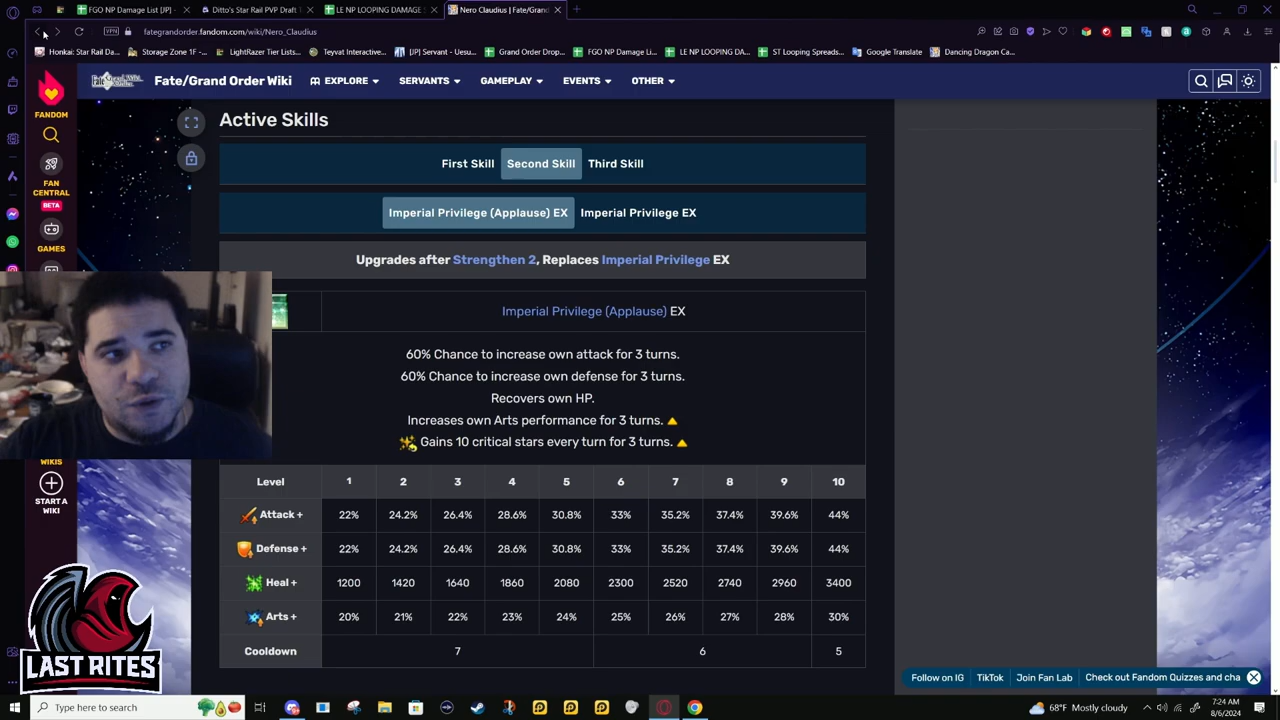 FGO NP Damage List [JP] -
Ditto's Star Rail PVP Draft
LE NP LOOPING DAMAGE
Nero Claudius | Fate/Grand
VPN
fategrandorder.fandom.com/wiki/Nero_Claudius
Honkai: Star Rail Da...
Storage Zone 1F -...
LightRazer Tier Lists...
Teyvat Interactive...
[JP] Servant - Usesu...
Grand Order Drop...
FGO NP Damage Li...
LE NP LOOPING DA...
ST Looping Spreads...
Google Translate
Dancing Dragon Ca...
Fate/Grand Order Wiki
EXPLORE
SERVANTS
GAMEPLAY
EVENTS
OTHER
FANDOM
FAN CENTRAL
BETA
GAMES
WIKIS
START A WIKI
Active Skills
First Skill Second Skill Third Skill
Imperial Privilege (Applause) EX Imperial Privilege EX
Upgrades after Strengthen 2, Replaces Imperial Privilege EX
Imperial Privilege (Applause) EX
60% Chance to increase own attack for 3 turns.
60% Chance to increase own defense for 3 turns.
Recovers own HP.
Increases own Arts performance for 3 turns.
Gains 10 critical stars every turn for 3 turns.
Level 1 2 3 4 5 6 7 8 9 10
Attack + 22% 24.2% 26.4% 28.6% 30.8% 33% 35.2% 37.4% 39.6% 44%
Defense + 22% 24.2% 26.4% 28.6% 30.8% 33% 35.2% 37.4% 39.6% 44%
Heal + 1200 1420 1640 1860 2080 2300 2520 2740 2960 3400
Arts + 20% 21% 22% 23% 24% 25% 26% 27% 28% 30%
Cooldown 7 6 5
LAST RITES
Follow on IG TikTok Join Fan Lab Check out Fandom Quizzes and cha
Type here to search
68°F Mostly cloudy
7:24 AM
8/6/2024